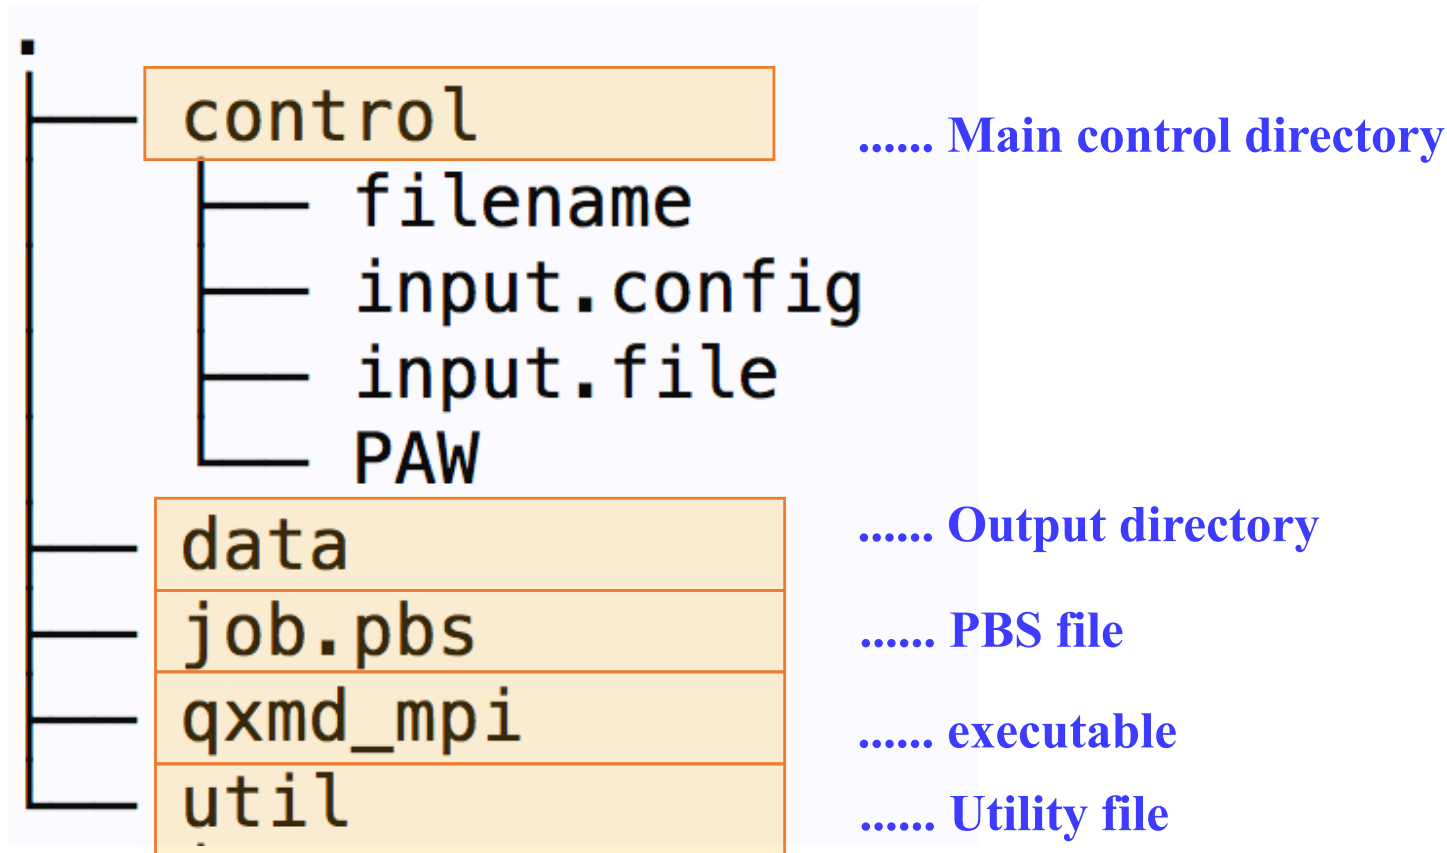 .
control ...... Main control directory
filename
input.config
input.file
PAW
data ...... Output directory
job.pbs ...... PBS file
qxmd_mpi ...... executable
util ...... Utility file